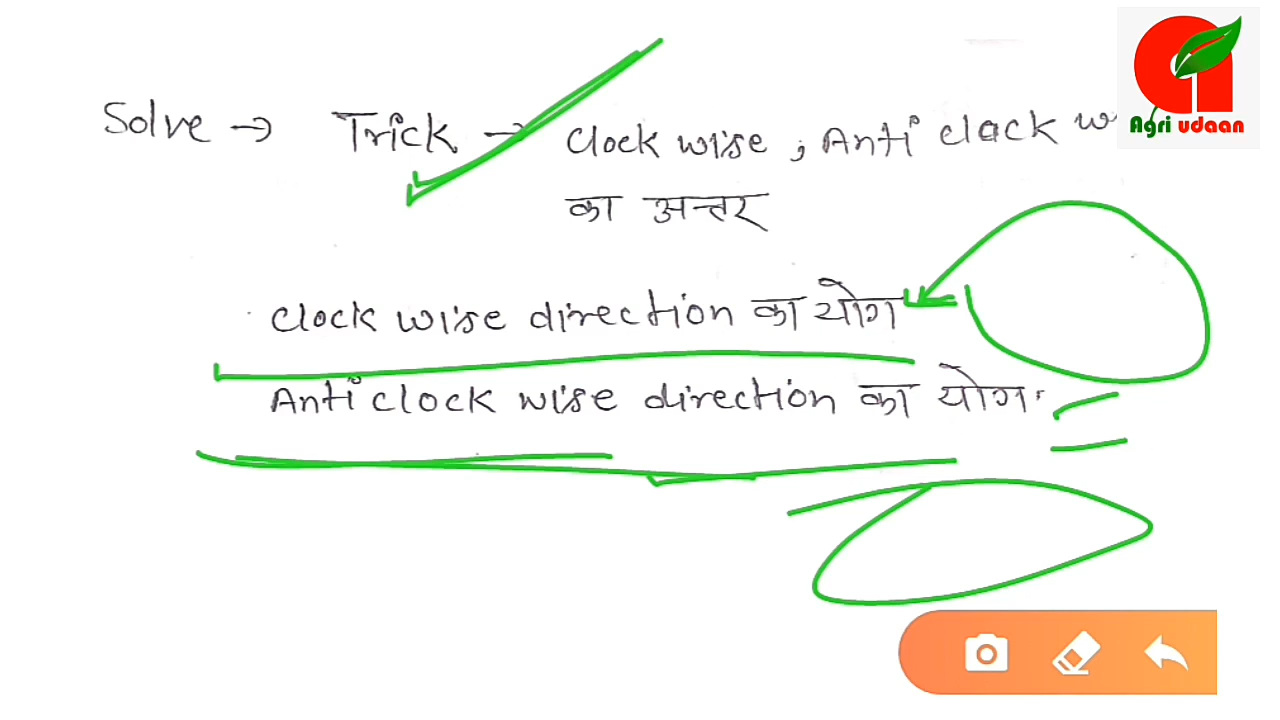 Solve → Trick → Clock wise, Anti clock
का अन्तर
Clock wise direction का योग
Anti clock wise direction का योग
Agri udaan